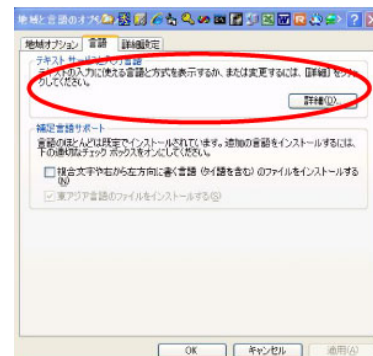 地域と言語のオプ
地域オプション 言語 詳細設定
テキスト サービスと入力言語
テキストの入力に使える言語と方式を表示するか、または変更するには、[詳細] をクリッ
クしてください。
詳細(D)...
補足言語サポート
言語のほとんどは既定でインストールされています。追加の言語をインストールするには、
下の適切なチェック ボックスをオンにしてください。
複合文字や右から左方向に書く言語 (タイ語を含む) のファイルをインストールする
(N)
東アジア言語のファイルをインストールする(S)
OK キャンセル 適用(A)